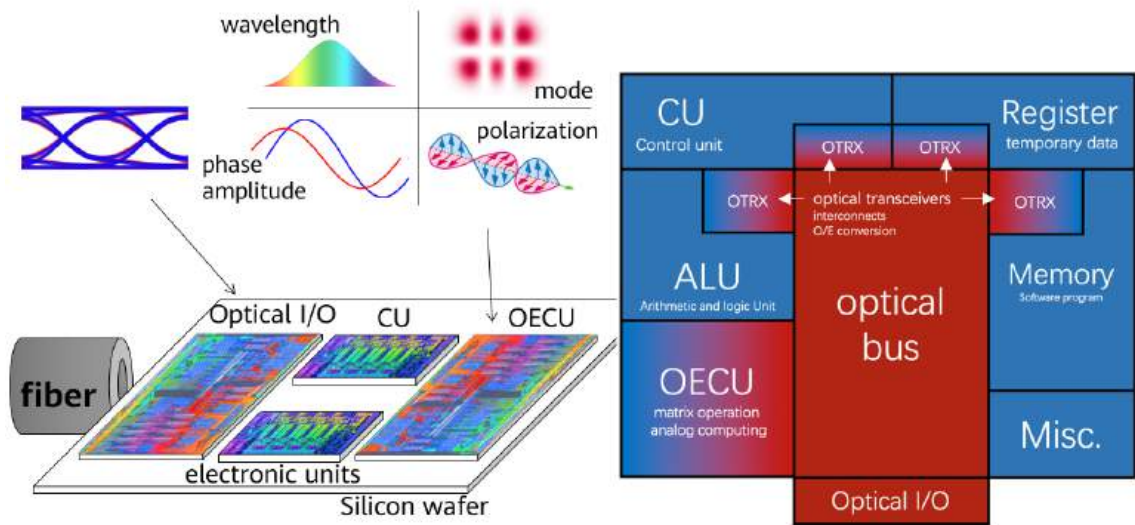 wavelength
mode
phase
amplitude
polarization
Optical I/O
CU
OECU
fiber
electronic units
Silicon wafer
CU
Control unit
Register
temporary data
OTRX
OTRX
OTRX
OTRX
optical transceivers
interconnects
O/E conversion
ALU
Arithmetic and logic Unit
Memory
Software program
optical
bus
OECU
matrix operation
analog computing
Misc.
Optical I/O